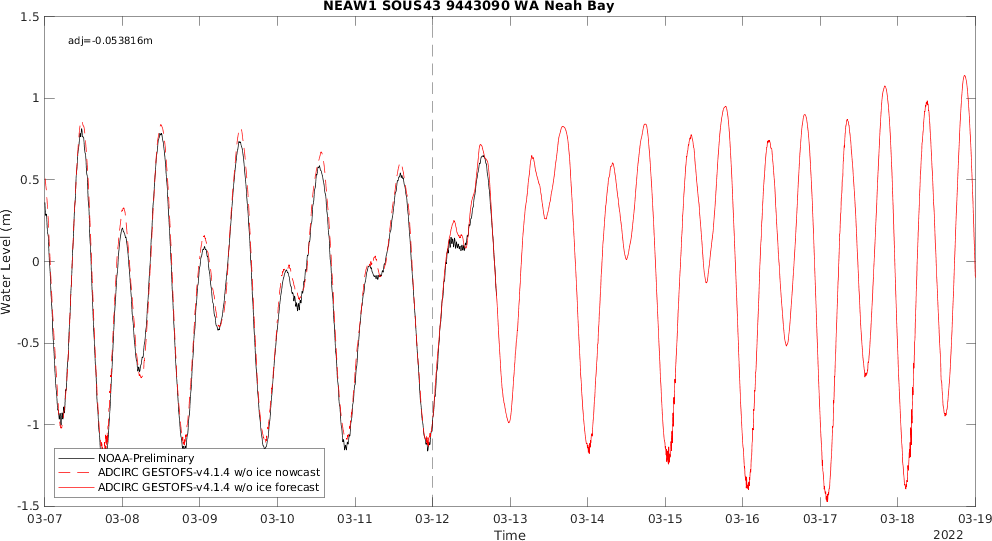 NEAW1 SOUS43 9443090 WA Neah Bay
adj=-0.053816m
1.5
1
0.5
0
-0.5
-1
-1.5
Water Level (m)
NOAA-Preliminary
ADCIRC GESTOFS-v4.1.4 w/o ice nowcast
ADCIRC GESTOFS-v4.1.4 w/o ice forecast
03-07 03-08 03-09 03-10 03-11 03-12 03-13 03-14 03-15 03-16 03-17 03-18 03-19
Time
2022